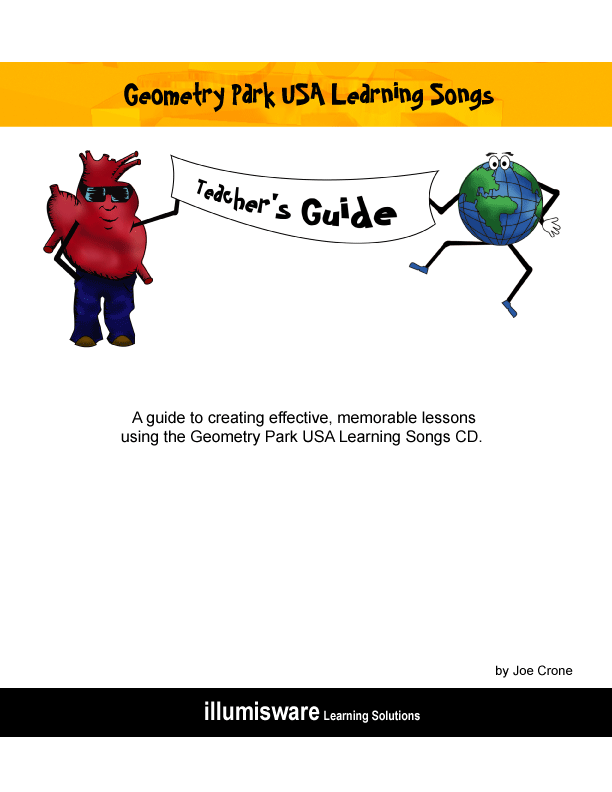 Geometry Park USA Learning Songs
Teacher's Guide
A guide to creating effective, memorable lessons
using the Geometry Park USA Learning Songs CD.
by Joe Crone
illumisware Learning Solutions